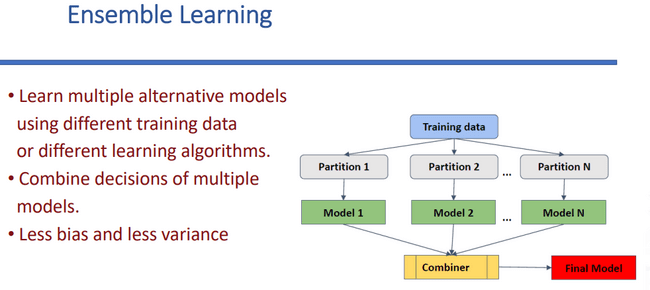 Ensemble Learning
• Learn multiple alternative models
using different training data
or different learning algorithms.
• Combine decisions of multiple
models.
• Less bias and less variance
Training data
Partition 1
Partition 2
...
Partition N
Model 1
Model 2
...
Model N
Combiner
Final Model